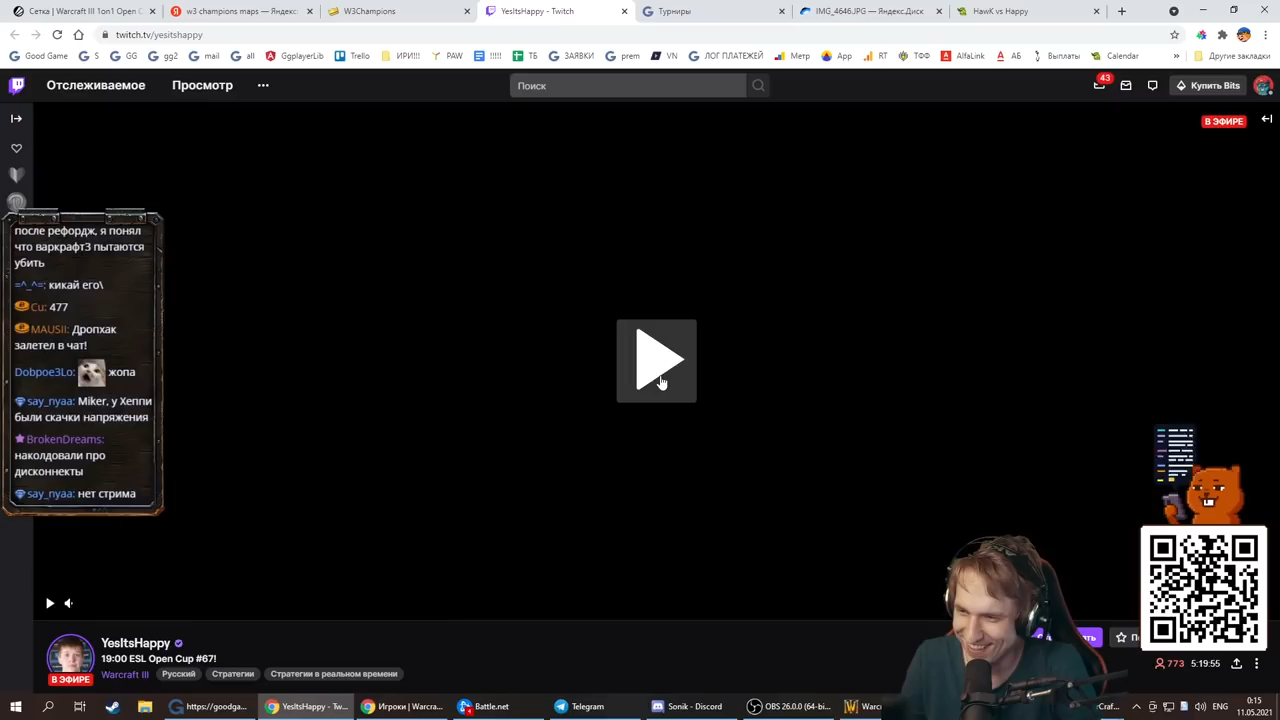 Сетка | Warcraft III 1on1 Open C
w3 champions maps — Яндекс
W3Champions
YesItsHappy - Twitch
Турниры
IMG_4646.JPG — Яндекс.Диск
HawK vs Happy
twitch.tv/yesitshappy
Good Game
S
GG
gg2
mail
all
GgplayerLib
Trello
ИРИ!!!
PAW
!!!!!
ТБ
ЗАЯВКИ
prem
VN
ЛОГ ПЛАТЕЖЕЙ
Метр
App
RT
ТФФ
AlfaLink
АБ
Выплаты
Calendar
»
Другие закладки
Отслеживаемое
Просмотр
Поиск
43
Купить Bits
В ЭФИРЕ
после рефордж, я понял
что варкрафт3 пытаются
убить
=^_^=: кикай его\
Cu: 477
MAUSII: Дропхак
залетел в чат!
Dobpoe3Lo: жопа
say_nyaa: Miker, у Хеппи
были скачки напряжения
BrokenDreams:
наколдовали про
дисконнекты
say_nyaa: нет стрима
YesItsHappy
19:00 ESL Open Cup #67!
Warcraft III
Русский
Стратегии
Стратегии в реальном времени
В ЭФИРЕ
773
5:19:55
https://goodga...
YesItsHappy - Tw...
Игроки | Warcra...
Battle.net
Telegram
Sonik - Discord
OBS 26.0.0 (64-bi...
Warc
Craf...
0:15
11.05.2021